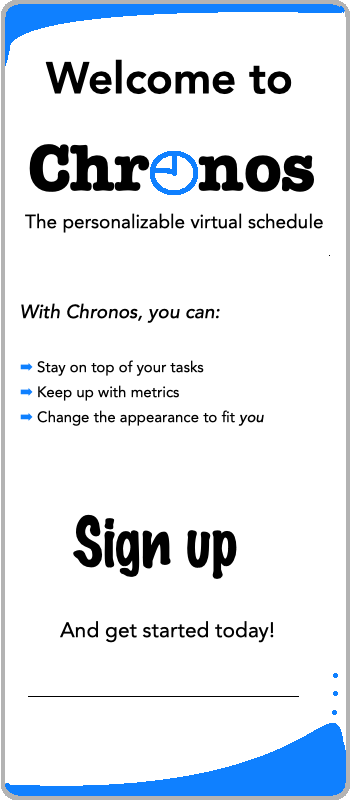 Welcome to
Chronos
The personalizable virtual schedule
With Chronos, you can:
➡ Stay on top of your tasks
➡ Keep up with metrics
➡ Change the appearance to fit you
Sign up
And get started today!